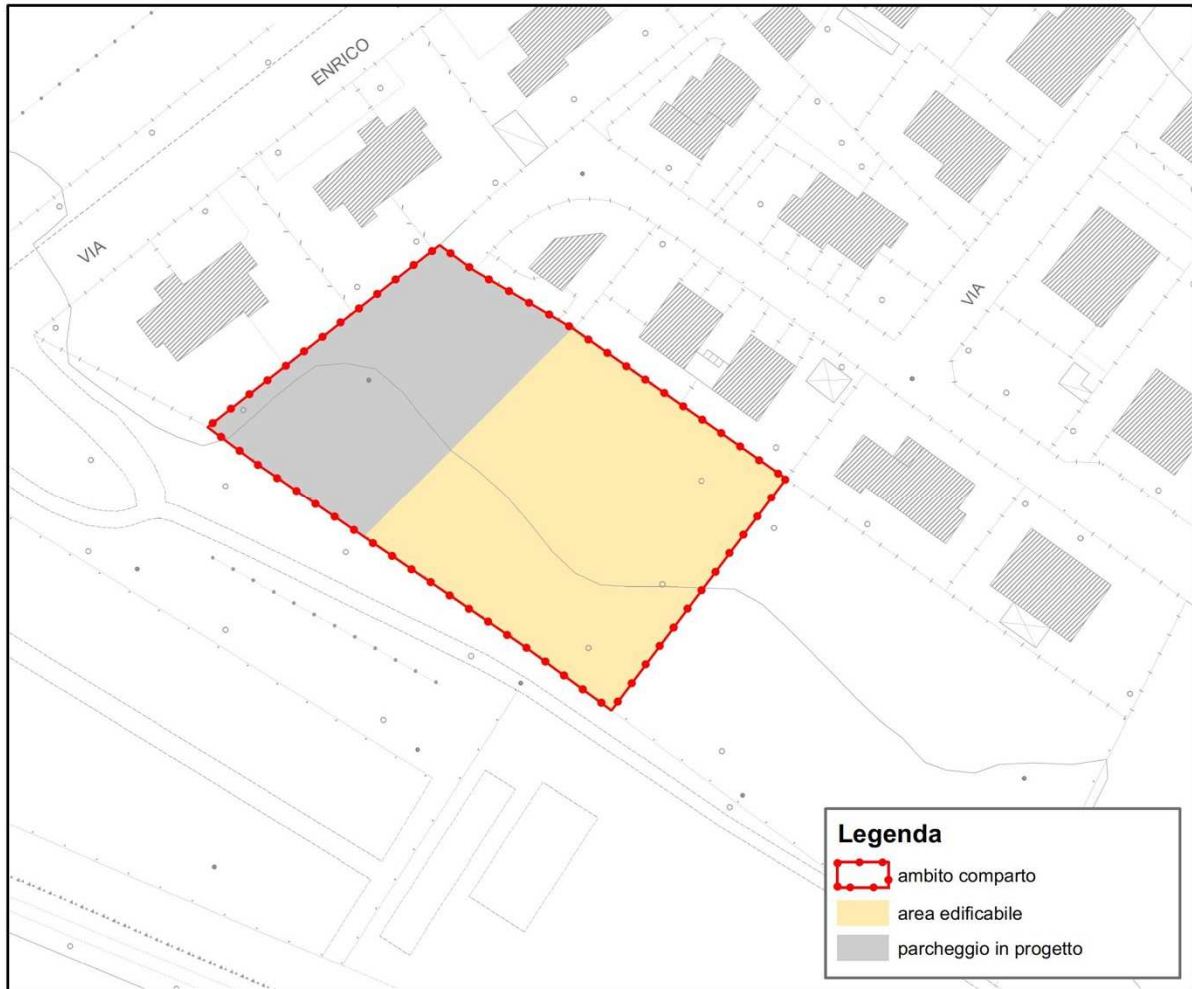 ENRICO
VIA
VIA
Legenda
ambito comparto
area edificabile
parcheggio in progetto